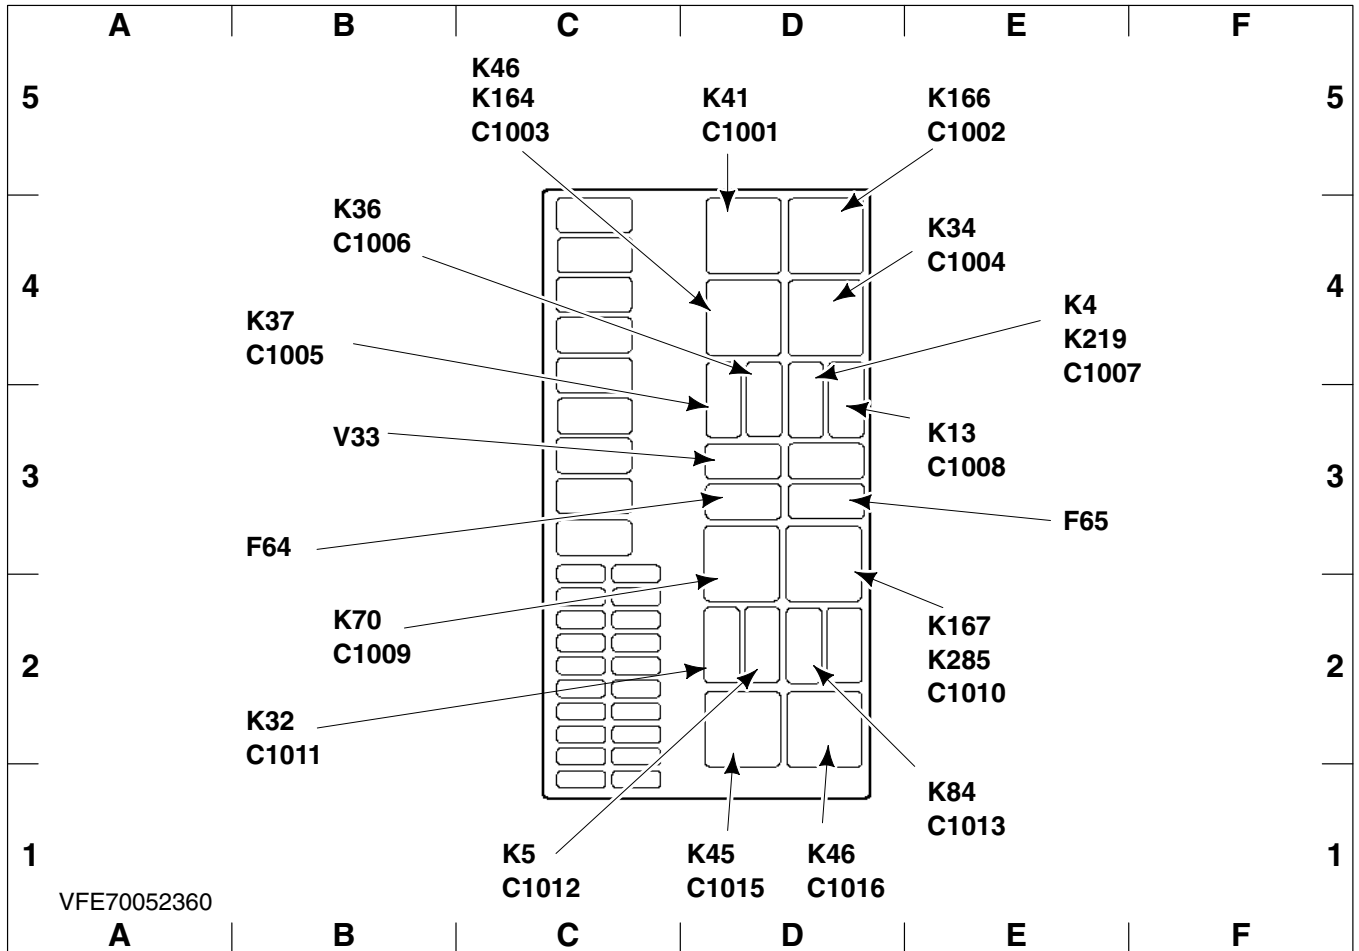 A B C D E F
5 5
K46
K164
C1003
K41
C1001
K166
C1002
K36
C1006
K34
C1004
4 4
K37
C1005
K4
K219
C1007
V33
K13
C1008
3 3
F64
F65
K70
C1009
K167
K285
C1010
2 2
K32
C1011
K84
C1013
K5
C1012
K45
C1015
K46
C1016
1 1
VFE70052360
A B C D E F